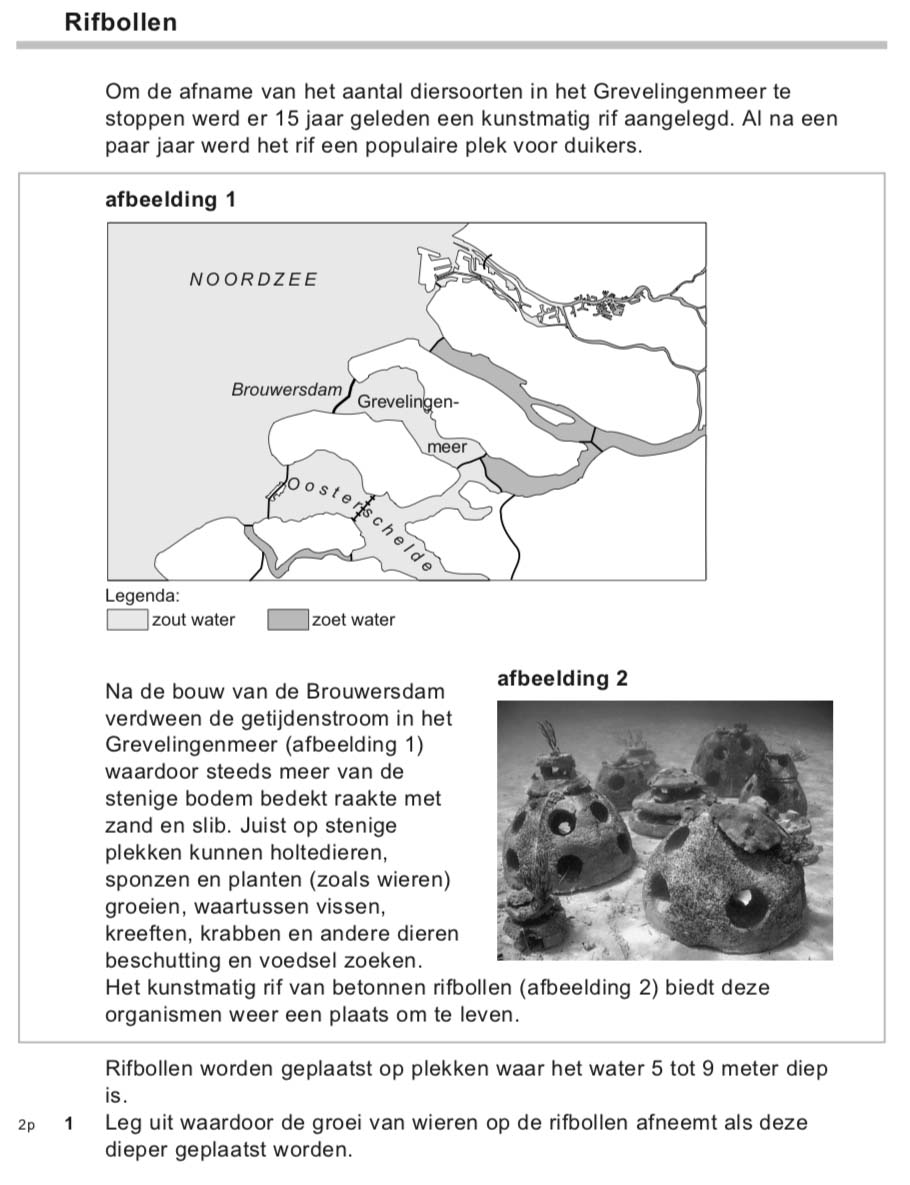 Rifbollen
Om de afname van het aantal diersoorten in het Grevelingenmeer te
stoppen werd er 15 jaar geleden een kunstmatig rif aangelegd. Al na een
paar jaar werd het rif een populaire plek voor duikers.
afbeelding 1
NOORDZEE
Brouwersdam
Grevelingen-
meer
Oosterschelde
Legenda:
zout water
zoet water
afbeelding 2
Na de bouw van de Brouwersdam
verdween de getijdenstroom in het
Grevelingenmeer (afbeelding 1)
waardoor steeds meer van de
stenige bodem bedekt raakte met
zand en slib. Juist op stenige
plekken kunnen holtedieren,
sponzen en planten (zoals wieren)
groeien, waartussen vissen,
kreeften, krabben en andere dieren
beschutting en voedsel zoeken.
Het kunstmatig rif van betonnen rifbollen (afbeelding 2) biedt deze
organismen weer een plaats om te leven.
Rifbollen worden geplaatst op plekken waar het water 5 tot 9 meter diep
is.
2p 1 Leg uit waardoor de groei van wieren op de rifbollen afneemt als deze
dieper geplaatst worden.